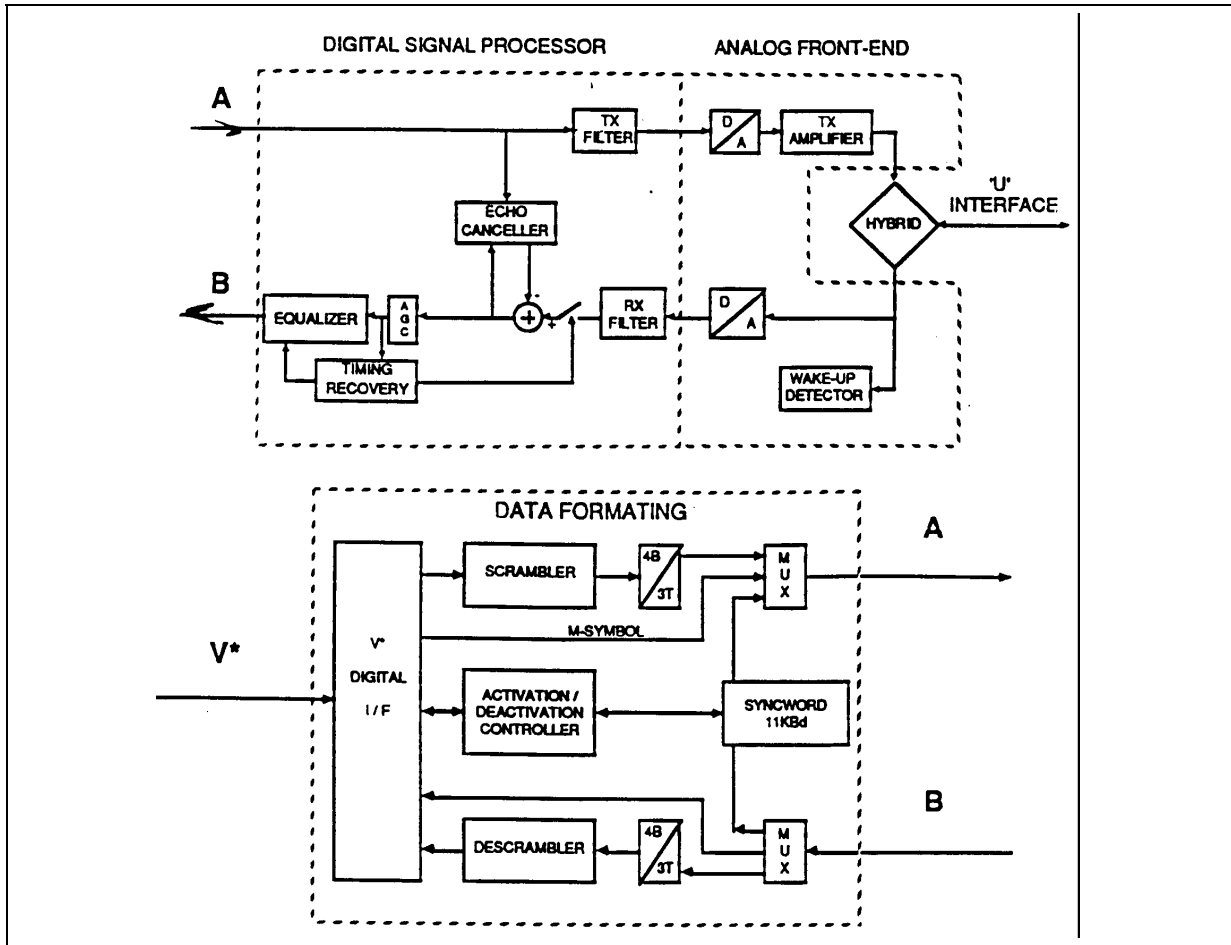 DIGITAL SIGNAL PROCESSOR
ANALOG FRONT-END
A
TX
FILTER
D
A
TX
AMPLIFIER
'U'
INTERFACE
HYBRID
ECHO
CANCELLER
-
B
EQUALIZER
A
G
C
+
+
RX
FILTER
D
A
TIMING
RECOVERY
WAKE-UP
DETECTOR
DATA FORMATING
A
SCRAMBLER
4B
3T
M
U
X
M-SYMBOL
V*
V*
DIGITAL
I / F
ACTIVATION /
DEACTIVATION
CONTROLLER
SYNCWORD
11KBd
B
DESCRAMBLER
4B
3T
M
U
X